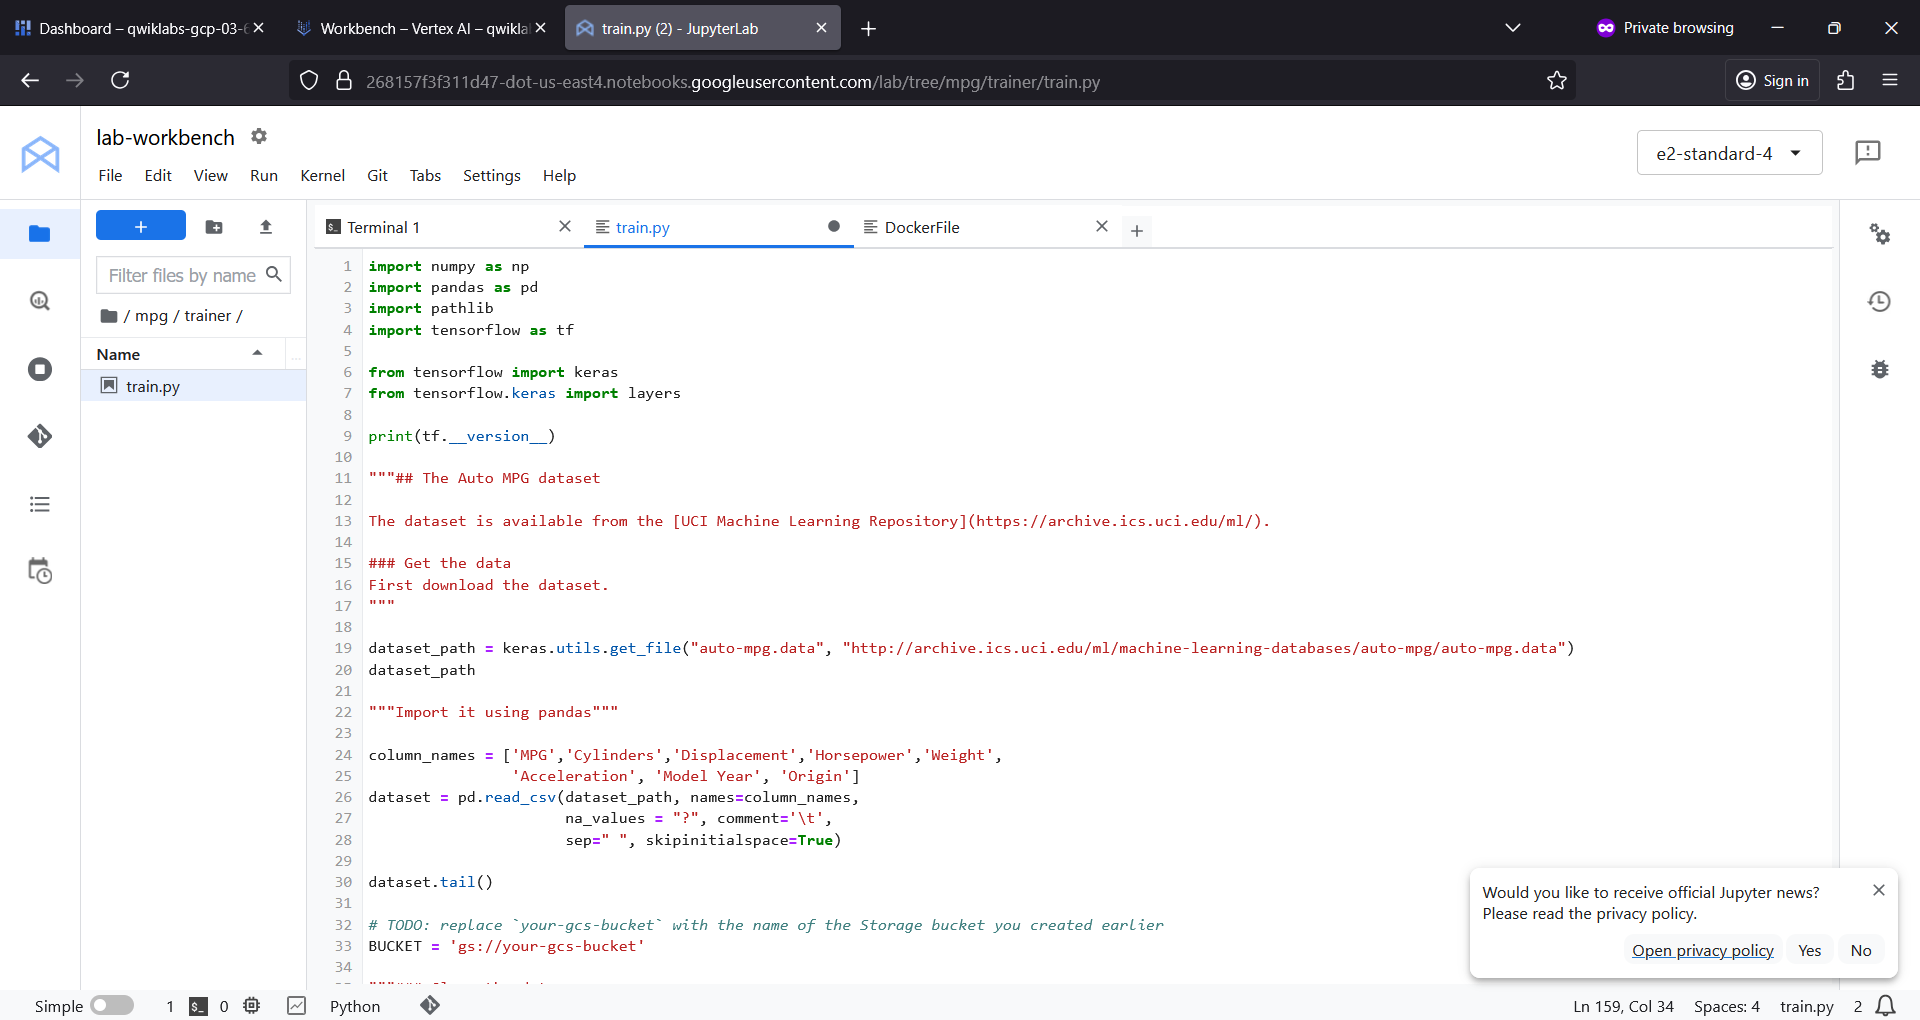 Dashboard – qwiklabs-gcp-03-
Workbench – Vertex AI – qwikla
train.py (2) - JupyterLab
Private browsing
268157f3f311d47-dot-us-east4.notebooks.googleusercontent.com/lab/tree/mpg/trainer/train.py
Sign in
lab-workbench
e2-standard-4
File Edit View Run Kernel Git Tabs Settings Help
Terminal 1
train.py
DockerFile
Filter files by name
/ mpg / trainer /
Name
train.py
1 import numpy as np
2 import pandas as pd
3 import pathlib
4 import tensorflow as tf
5
6 from tensorflow import keras
7 from tensorflow.keras import layers
8
9 print(tf.__version__)
10
11 """## The Auto MPG dataset
12
13 The dataset is available from the [UCI Machine Learning Repository](https://archive.ics.uci.edu/ml/).
14
15 ### Get the data
16 First download the dataset.
17 """
18
19 dataset_path = keras.utils.get_file("auto-mpg.data", "http://archive.ics.uci.edu/ml/machine-learning-databases/auto-mpg/auto-mpg.data")
20 dataset_path
21
22 """Import it using pandas"""
23
24 column_names = ['MPG','Cylinders','Displacement','Horsepower','Weight',
25 'Acceleration', 'Model Year', 'Origin']
26 dataset = pd.read_csv(dataset_path, names=column_names,
27 na_values = "?", comment='\t',
28 sep=" ", skipinitialspace=True)
29
30 dataset.tail()
31
32 # TODO: replace `your-gcs-bucket` with the name of the Storage bucket you created earlier
33 BUCKET = 'gs://your-gcs-bucket'
34
Would you like to receive official Jupyter news?
Please read the privacy policy.
Open privacy policy Yes No
Simple 1 0 Python
Ln 159, Col 34 Spaces: 4 train.py 2